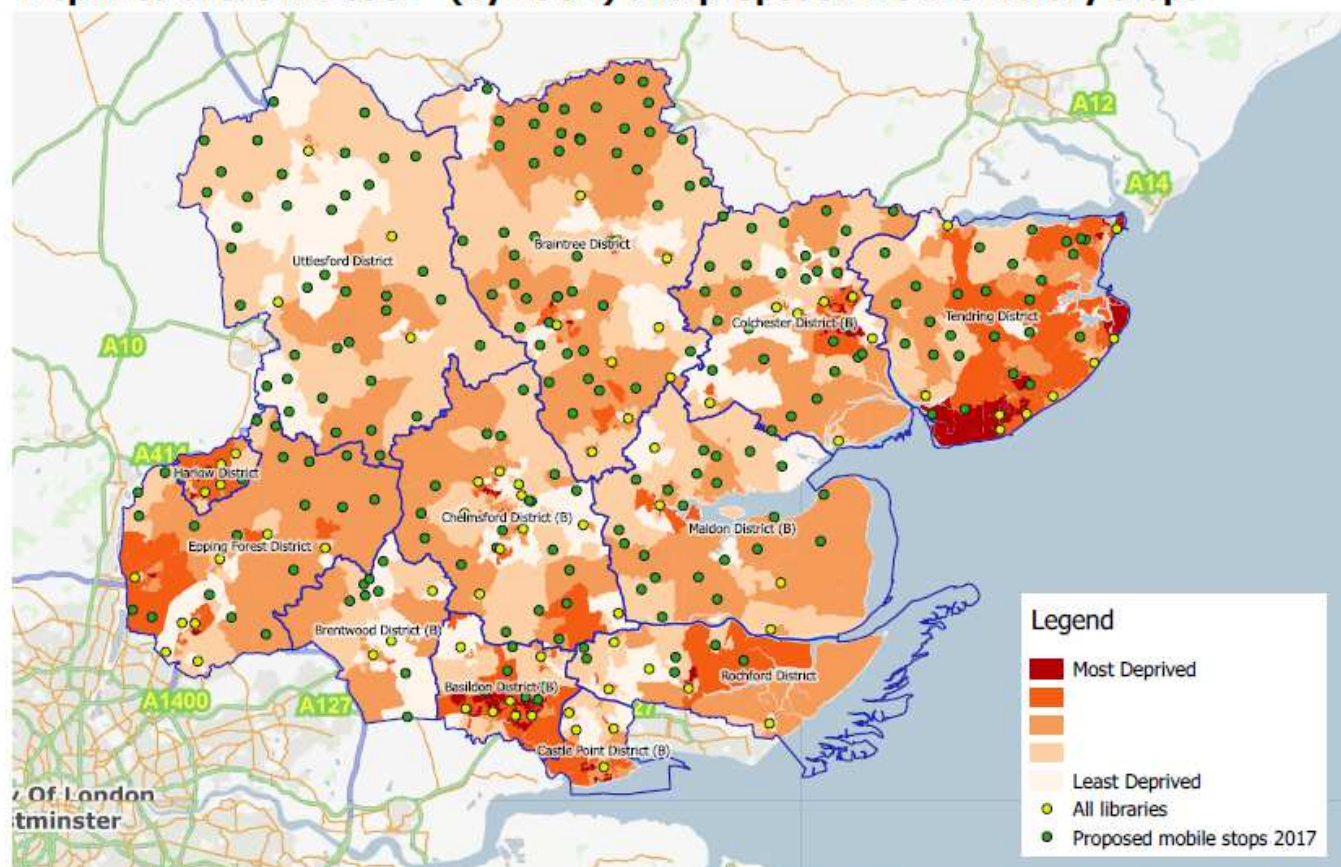 A12
A14
Braintree District
Uttlesford District
Colchester District (B)
Tendring District
A10
A414
Harlow District
Chelmsford District (B)
Maldon District (B)
Epping Forest District
Brentwood District (B)
Rochford District
Basildon District (B)
A1400
A127
Castle Point District (B)
Of London
Legend
Most Deprived
Least Deprived
All libraries
Proposed mobile stops 2017